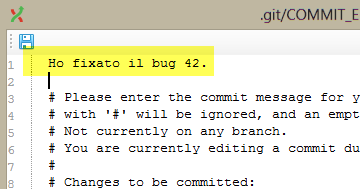 .git/COMMIT_E
1 Ho fixato il bug 42.
2
3 # Please enter the commit message for y
4 # with '#' will be ignored, and an empt
5 # Not currently on any branch.
6 # You are currently editing a commit du
7 #
8 # Changes to be committed: